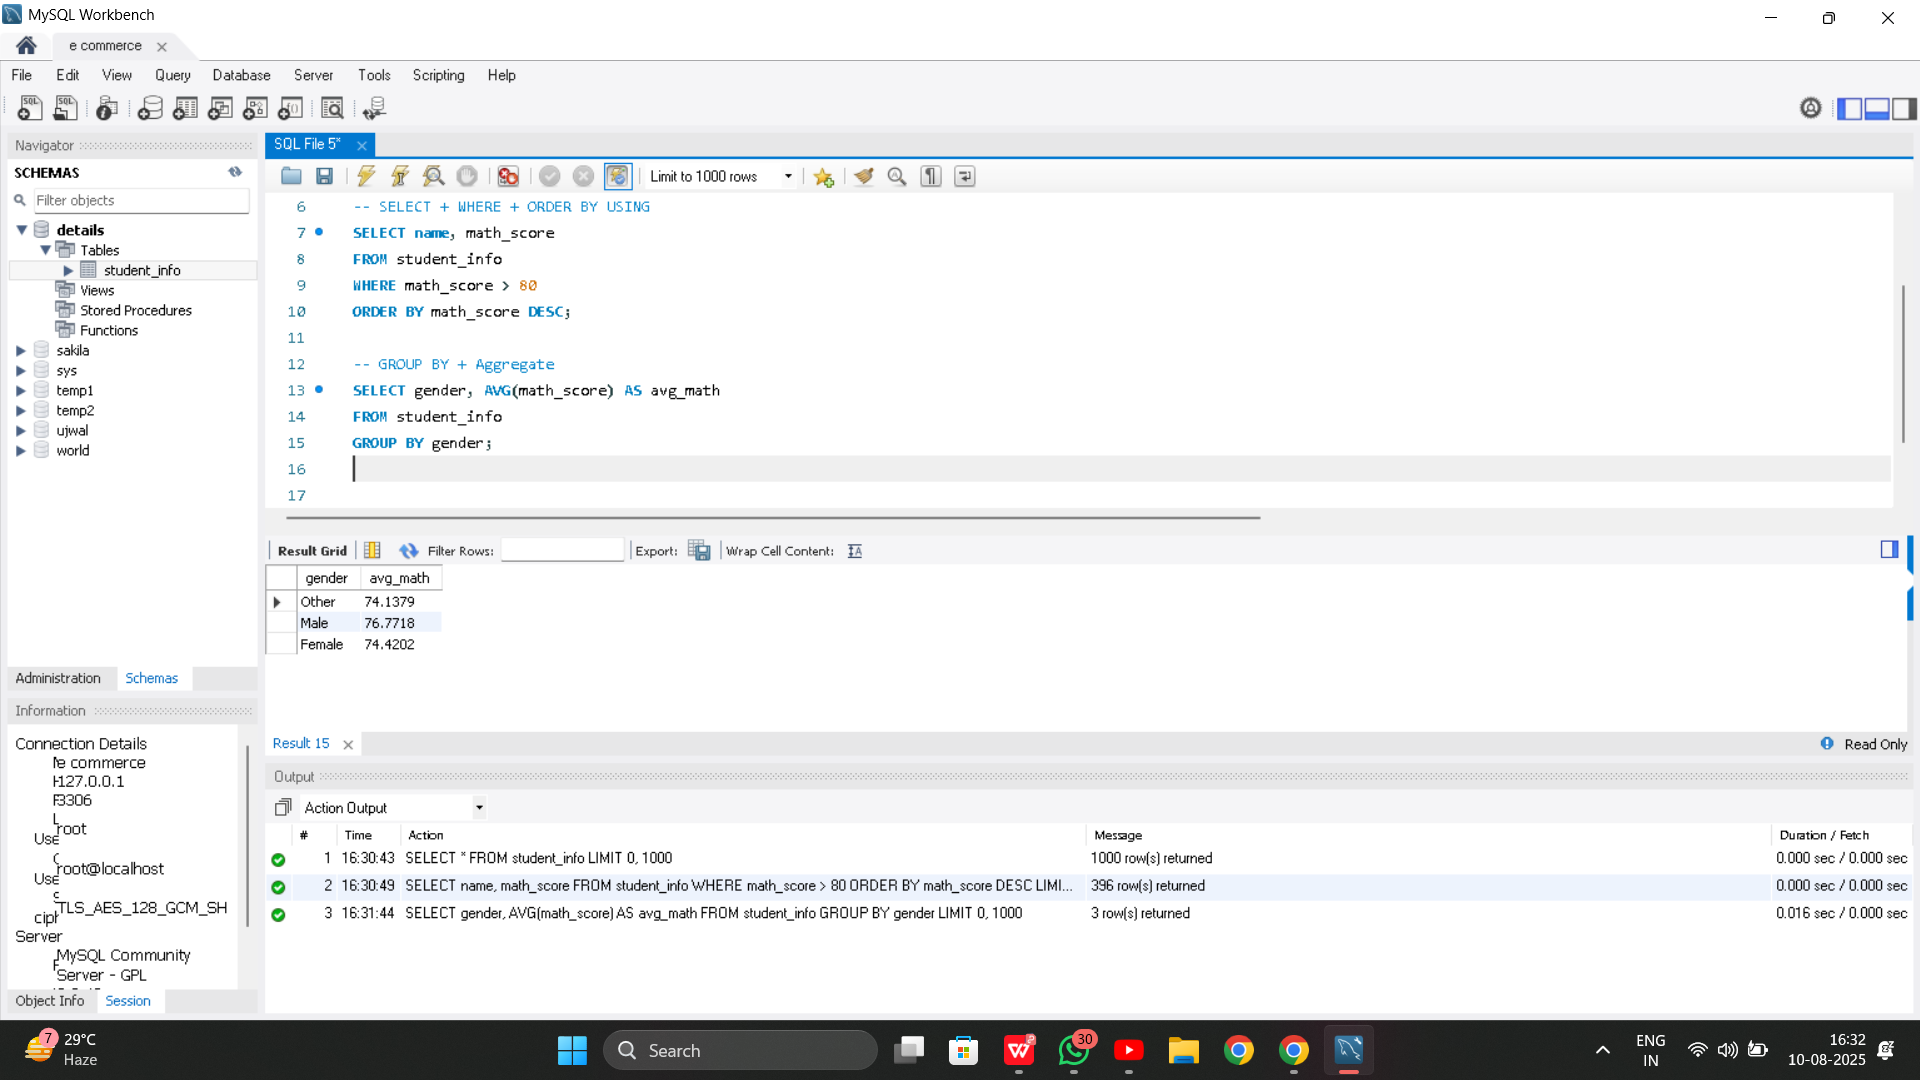 MySQL Workbench
e commerce
File Edit View Query Database Server Tools Scripting Help
Navigator
SCHEMAS
Filter objects
details
Tables
student_info
Views
Stored Procedures
Functions
sakila
sys
temp1
temp2
ujwal
world
Administration Schemas
Information
Connection Details
e commerce
127.0.0.1
3306
root
Use
root@localhost
Use
TLS_AES_128_GCM_SH
ciph
Server
MySQL Community
Server - GPL
Object Info Session
SQL File 5*
Limit to 1000 rows
6 -- SELECT + WHERE + ORDER BY USING
7 SELECT name, math_score
8 FROM student_info
9 WHERE math_score > 80
10 ORDER BY math_score DESC;
11
12 -- GROUP BY + Aggregate
13 SELECT gender, AVG(math_score) AS avg_math
14 FROM student_info
15 GROUP BY gender;
16
17
Result Grid Filter Rows: Export: Wrap Cell Content:
gender avg_math
Other 74.1379
Male 76.7718
Female 74.4202
Result 15 Read Only
Output
Action Output
# Time Action Message Duration / Fetch
1 16:30:43 SELECT * FROM student_info LIMIT 0, 1000 1000 row(s) returned 0.000 sec / 0.000 sec
2 16:30:49 SELECT name, math_score FROM student_info WHERE math_score > 80 ORDER BY math_score DESC LIMI... 396 row(s) returned 0.000 sec / 0.000 sec
3 16:31:44 SELECT gender, AVG(math_score) AS avg_math FROM student_info GROUP BY gender LIMIT 0, 1000 3 row(s) returned 0.016 sec / 0.000 sec
7
29°C
Haze
Search
30
ENG
IN
16:32
10-08-2025